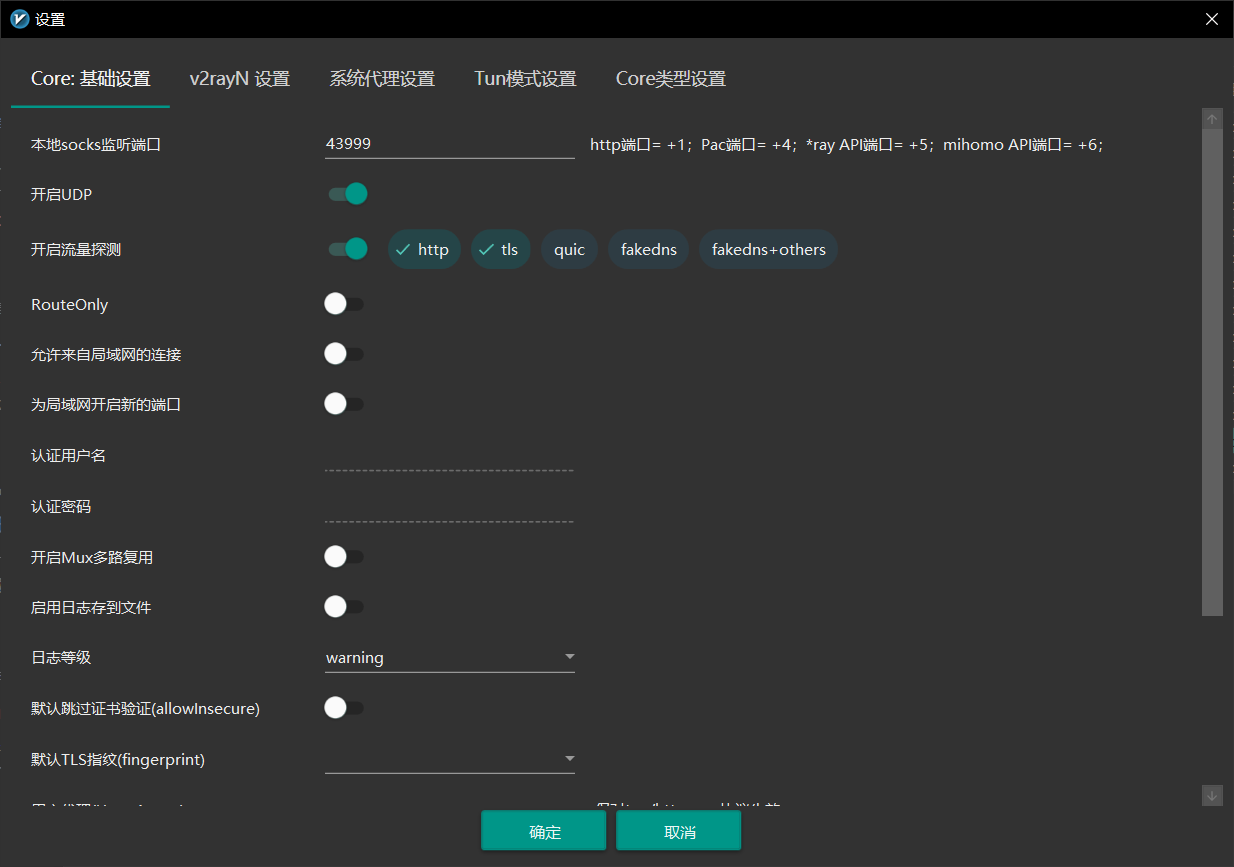 设置
Core: 基础设置 v2rayN 设置 系统代理设置 Tun模式设置 Core类型设置
本地socks监听端口 43999 http端口= +1; Pac端口= +4; *ray API端口= +5; mihomo API端口= +6;
开启UDP
开启流量探测 http tls quic fakedns fakedns+others
RouteOnly
允许来自局域网的连接
为局域网开启新的端口
认证用户名
认证密码
开启Mux多路复用
启用日志存到文件
日志等级 warning
默认跳过证书验证(allowInsecure)
默认TLS指纹(fingerprint)
确定 取消